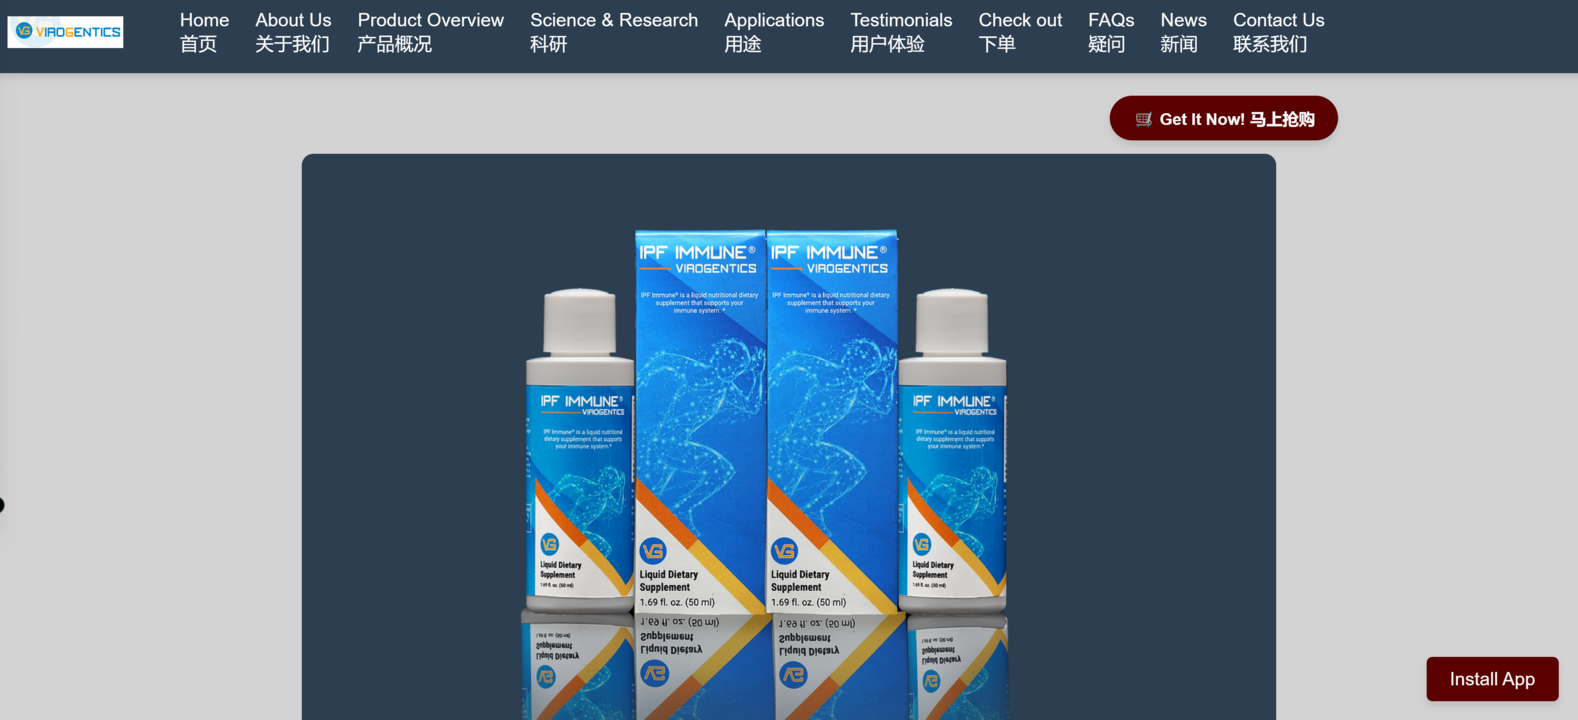 VIROGENTICS
Home
首页
About Us
关于我们
Product Overview
产品概况
Science & Research
科研
Applications
用途
Testimonials
用户体验
Check out
下单
FAQs
疑问
News
新闻
Contact Us
联系我们
Get It Now! 马上抢购
IPF IMMUNE®
VIROGENTICS
IPF Immune® is a liquid nutritional dietary
supplement that supports your
immune system.*
VG
Liquid Dietary
Supplement
1.69 fl. oz. (50 ml)
IPF IMMUNE®
VIROGENTICS
IPF Immune® is a liquid nutritional dietary
supplement that supports your
immune system.*
VG
Liquid Dietary
Supplement
1.69 fl. oz. (50 ml)
IPF IMMUNE®
VIROGENTICS
IPF Immune® is a liquid nutritional
dietary supplement that supports
your immune system.*
VG
Liquid Dietary
Supplement
1.69 fl. oz. (50 ml)
IPF IMMUNE®
VIROGENTICS
IPF Immune® is a liquid nutritional
dietary supplement that supports
your immune system.*
VG
Liquid Dietary
Supplement
1.69 fl. oz. (50 ml)
Install App